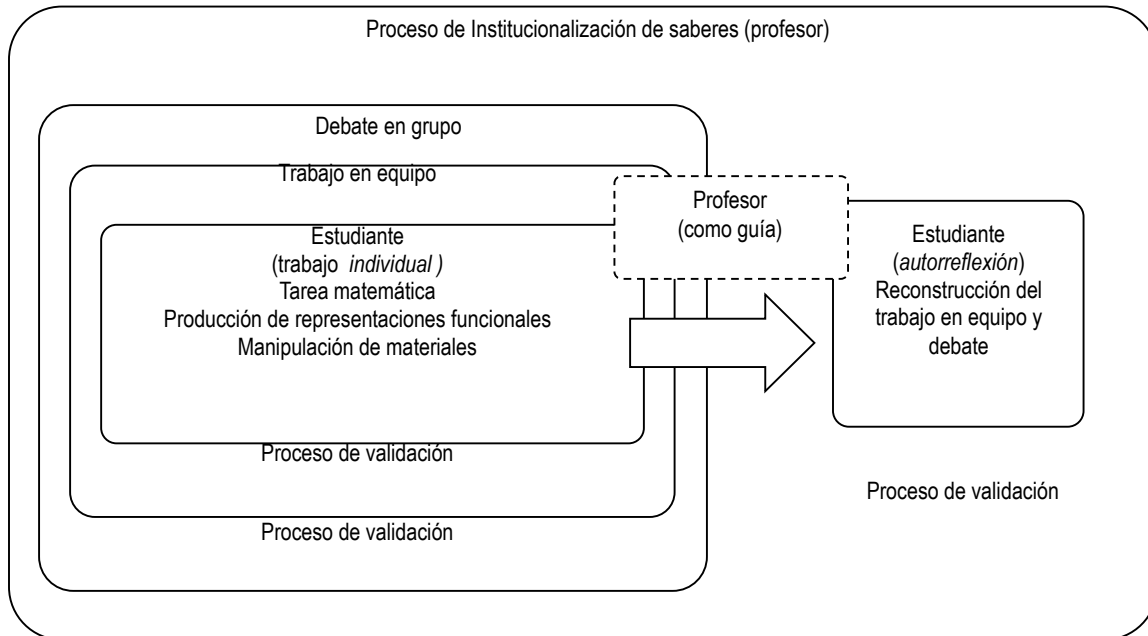 Proceso de Institucionalización de saberes (profesor)
Debate en grupo
Trabajo en equipo
Estudiante
(trabajo individual)
Tarea matemática
Producción de representaciones funcionales
Manipulación de materiales
Proceso de validación
Proceso de validación
Profesor
(como guía)
Estudiante
(autorreflexión)
Reconstrucción del
trabajo en equipo y
debate
Proceso de validación